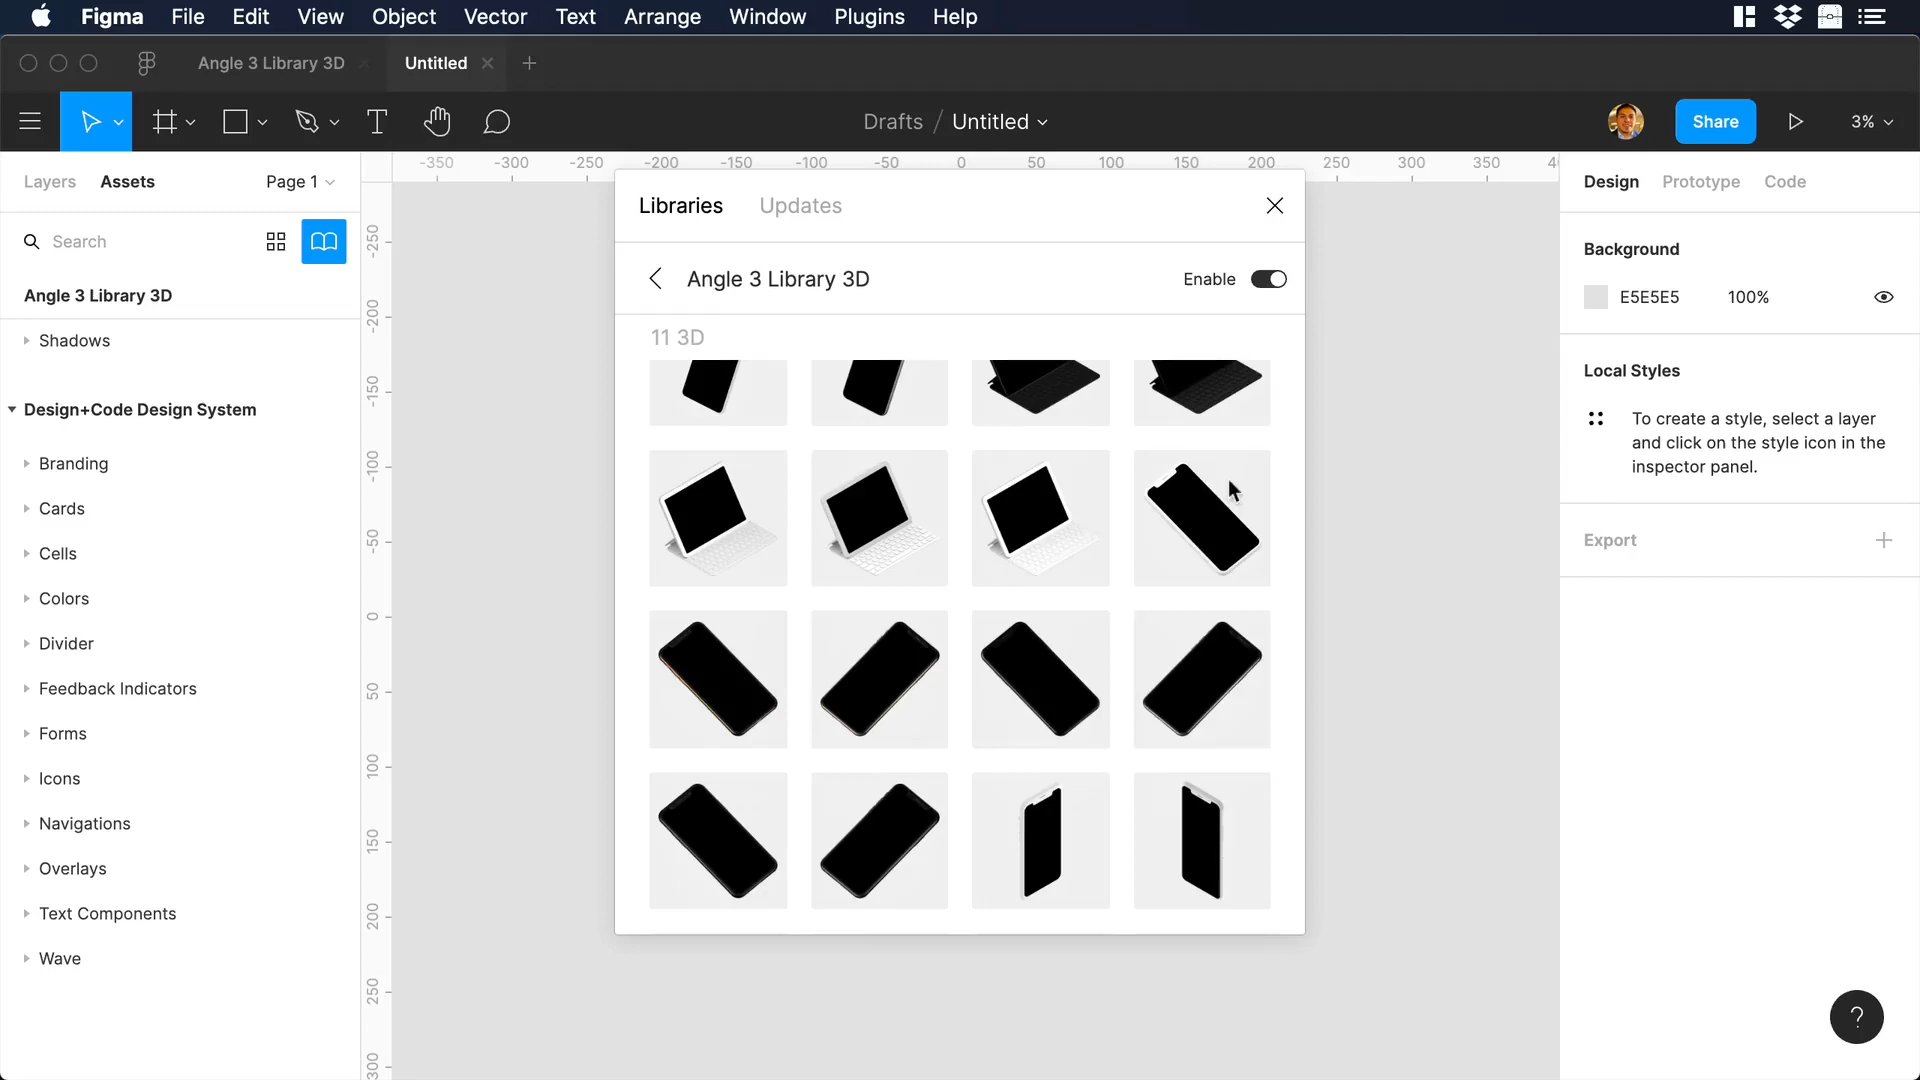 Figma File Edit View Object Vector Text Arrange Window Plugins Help
Angle 3 Library 3D Untitled
Drafts / Untitled
Share
3%
Layers Assets Page 1
-350 -300 -250 -200 -150 -100 -50 0 50 100 150 200 250 300 350
Design Prototype Code
Search
Angle 3 Library 3D
Shadows
Design+Code Design System
Branding
Cards
Cells
Colors
Divider
Feedback Indicators
Forms
Icons
Navigations
Overlays
Text Components
Wave
-250
-200
-150
-100
-50
0
50
100
150
200
250
300
Libraries Updates
Angle 3 Library 3D Enable
11 3D
Background
E5E5E5 100%
Local Styles
To create a style, select a layer
and click on the style icon in the
inspector panel.
Export
?